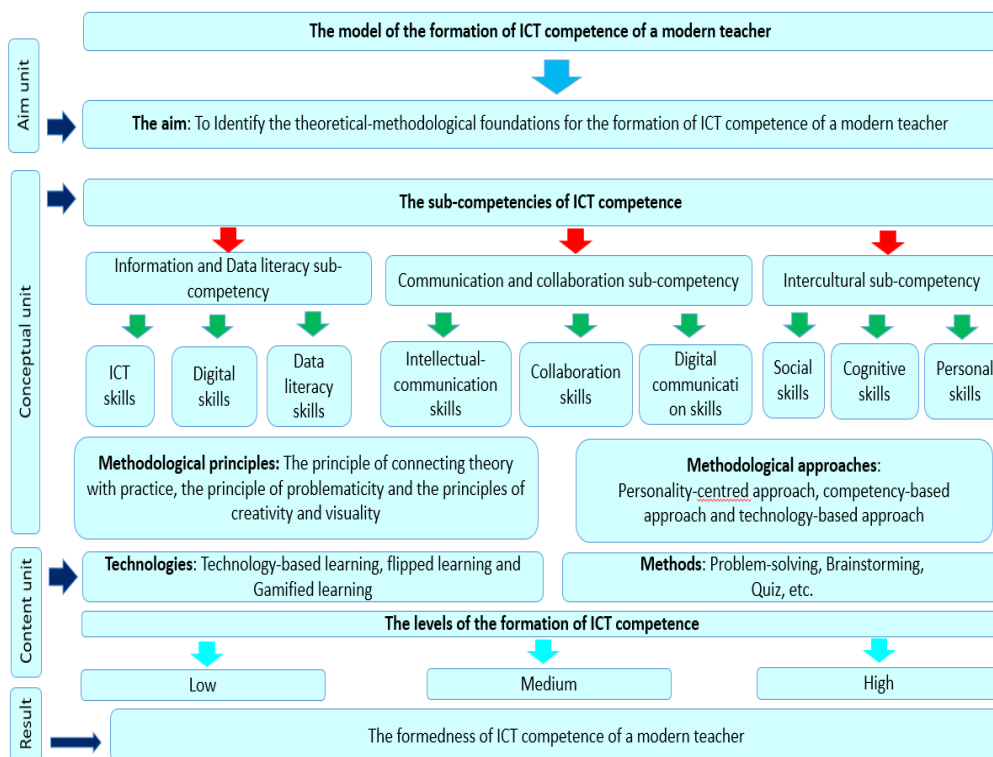 The model of the formation of ICT competence of a modern teacher
Aim unit
The aim: To Identify the theoretical-methodological foundations for the formation of ICT competence of a modern teacher
Conceptual unit
The sub-competencies of ICT competence
Information and Data literacy sub-
competency
Communication and collaboration sub-competency
Intercultural sub-competency
ICT
skills
Digital
skills
Data
literacy
skills
Intellectual-
communication
skills
Collaboration
skills
Digital
communicati
on skills
Social
skills
Cognitive
skills
Personal
skills
Methodological principles: The principle of connecting theory
with practice, the principle of problematicity and the principles of
creativity and visuality
Methodological approaches:
Personality-centred approach, competency-based
approach and technology-based approach
Content unit
Technologies: Technology-based learning, flipped learning and
Gamified learning
Methods: Problem-solving, Brainstorming,
Quiz, etc.
The levels of the formation of ICT competence
Low
Medium
High
Result
The formedness of ICT competence of a modern teacher